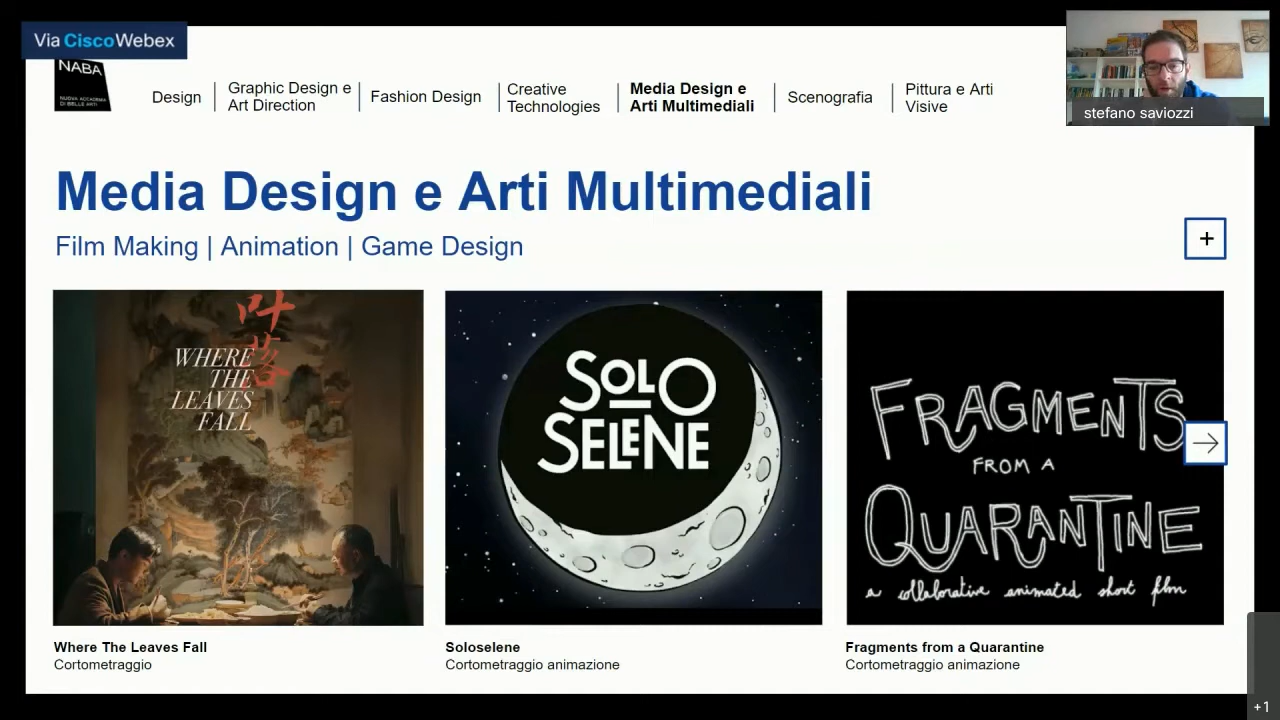 Via Cisco Webex
NABA
NUOVA ACCADEMIA
DI BELLE ARTI
Design
Graphic Design e
Art Direction
Fashion Design
Creative
Technologies
Media Design e
Arti Multimediali
Scenografia
Pittura e Arti
Visive
stefano saviozzi
Media Design e Arti Multimediali
Film Making | Animation | Game Design
+
叶
落
WHERE
THE
LEAVES
FALL
SOLO
SELENE
FRAGMENTS
FROM A
QUARANTINE
a collaborative animated short film
Where The Leaves Fall
Cortometraggio
Soloselene
Cortometraggio animazione
Fragments from a Quarantine
Cortometraggio animazione
+1